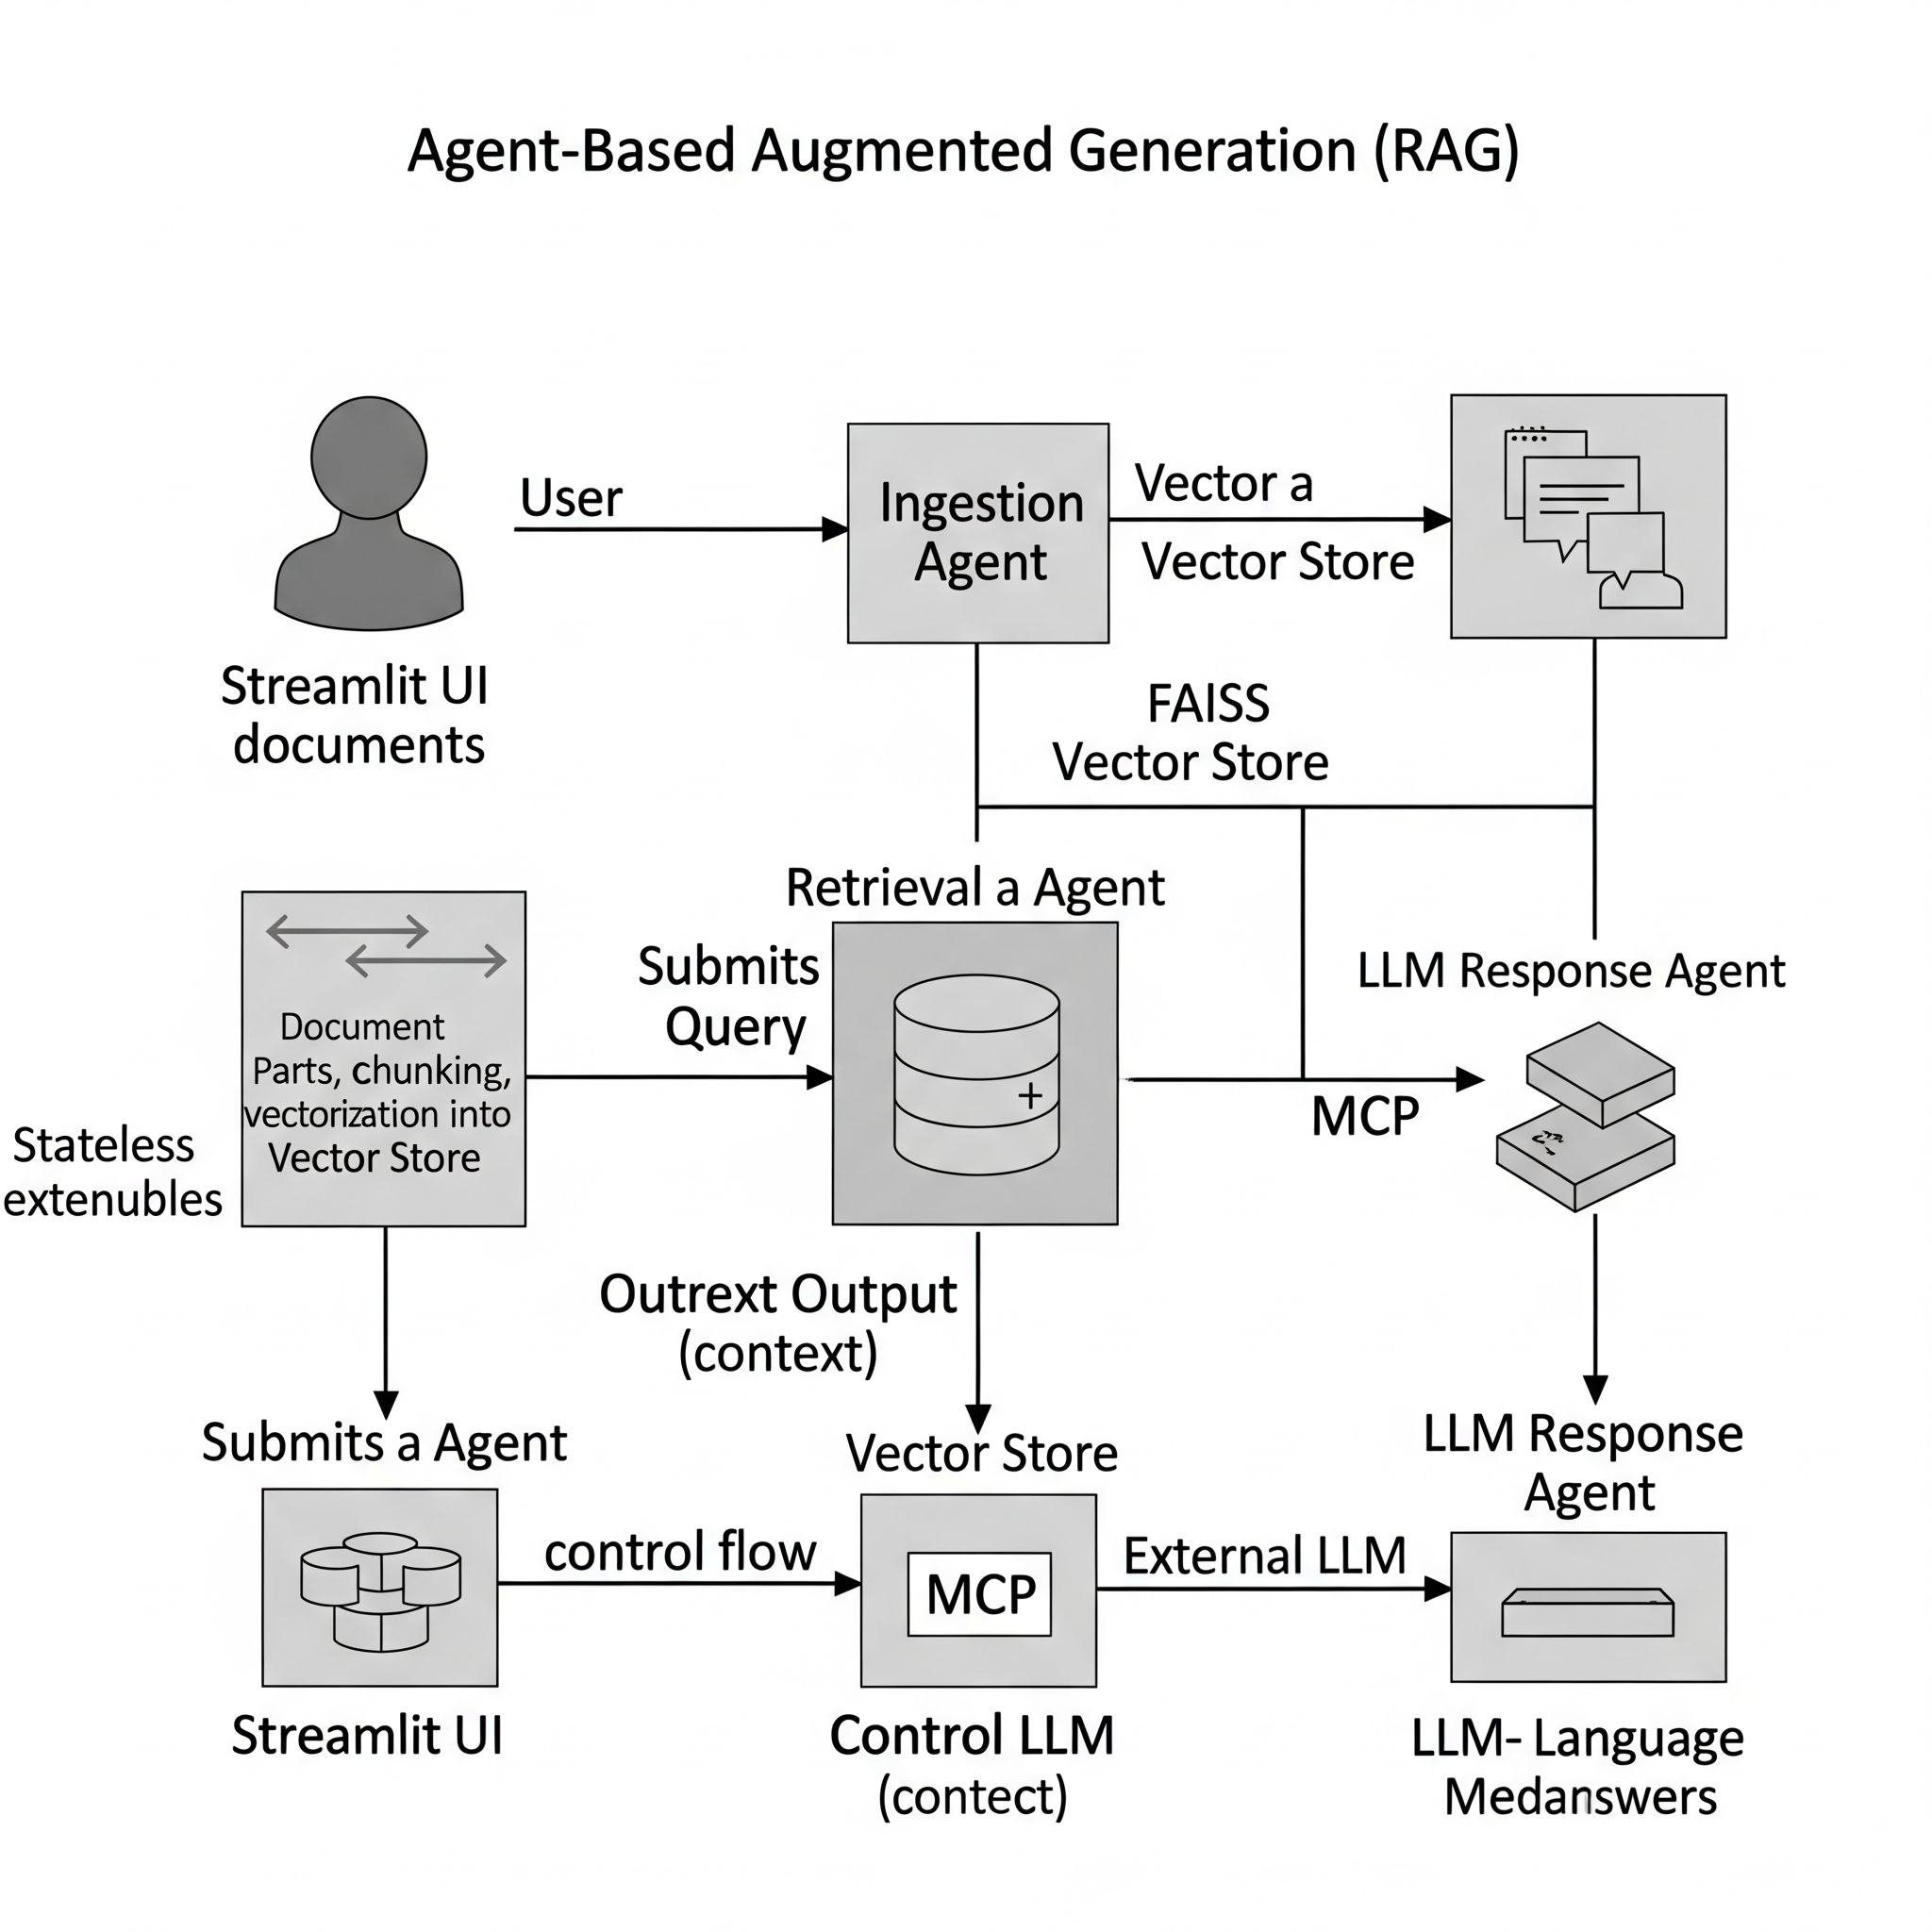 Agent-Based Augmented Generation (RAG)
User
Ingestion
Agent
Vector a
Vector Store
Streamlit UI
documents
FAISS
Vector Store
Retrieval a Agent
Document
Parts, chunking,
vectorization into
Vector Store
Stateless
extenubles
Submits
Query
LLM Response Agent
MCP
Outrext Output
(context)
Submits a Agent
Vector Store
LLM Response
Agent
control flow
MCP
External LLM
Streamlit UI
Control LLM
(contect)
LLM- Language
Medanswers